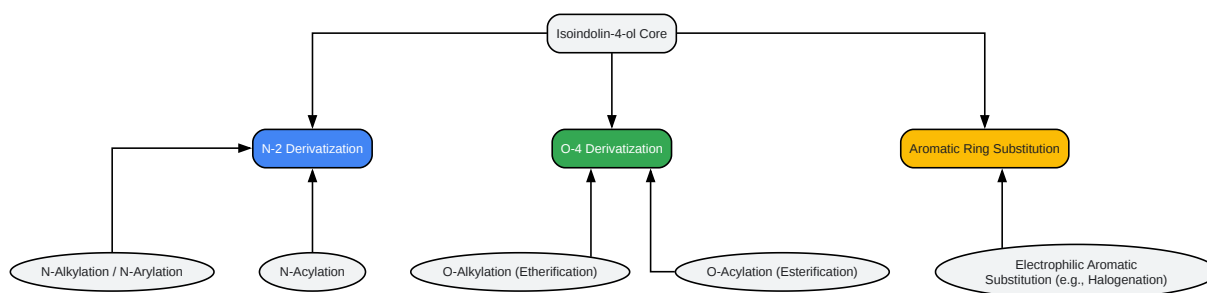 Isoindolin-4-ol Core
N-2 Derivatization
O-4 Derivatization
Aromatic Ring Substitution
N-Alkylation / N-Arylation
N-Acylation
O-Alkylation (Etherification)
O-Acylation (Esterification)
Electrophilic Aromatic
Substitution (e.g., Halogenation)